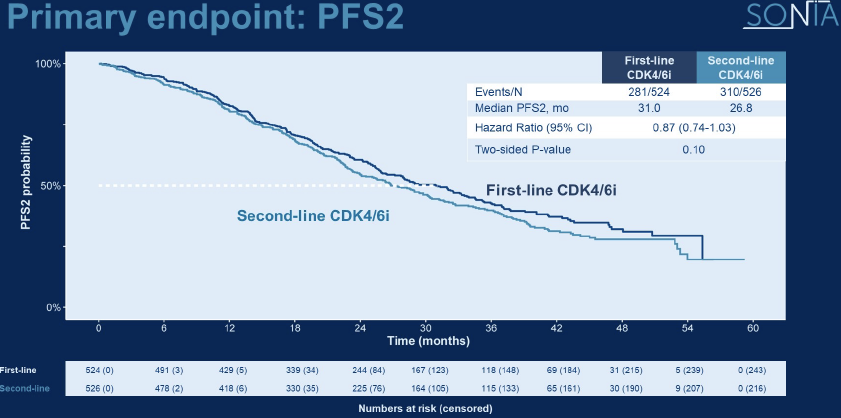 Primary endpoint: PFS2
SONIA
First-line CDK4/6i Second-line CDK4/6i
Events/N 281/524 310/526
Median PFS2, mo 31.0 26.8
Hazard Ratio (95% CI) 0.87 (0.74-1.03)
Two-sided P-value 0.10
100%
50%
0%
PFS2 probability
First-line CDK4/6i
Second-line CDK4/6i
0 6 12 18 24 30 36 42 48 54 60
Time (months)
First-line 524 (0) 491 (3) 429 (5) 339 (34) 244 (84) 167 (123) 118 (148) 69 (184) 31 (215) 5 (239) 0 (243)
Second-line 526 (0) 478 (2) 418 (6) 330 (35) 225 (76) 164 (105) 115 (133) 65 (161) 30 (190) 9 (207) 0 (216)
Numbers at risk (censored)